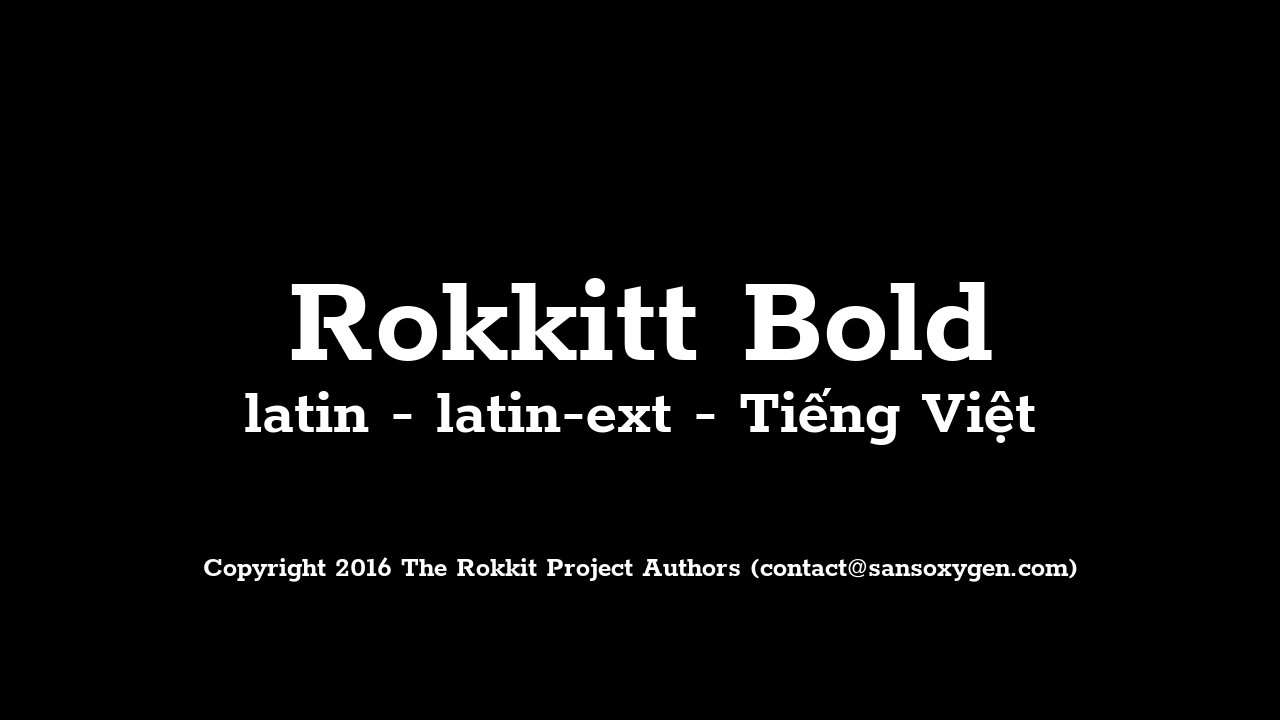 Rokkitt Bold
latin - latin-ext - Tiếng Việt
Copyright 2016 The Rokkit Project Authors (contact@sansoxygen.com)